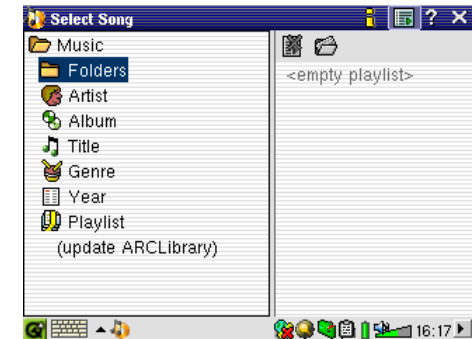 Select Song
?
Music
Folders
Artist
Album
Title
Genre
Year
Playlist
(update ARCLibrary)
<empty playlist>
16:17